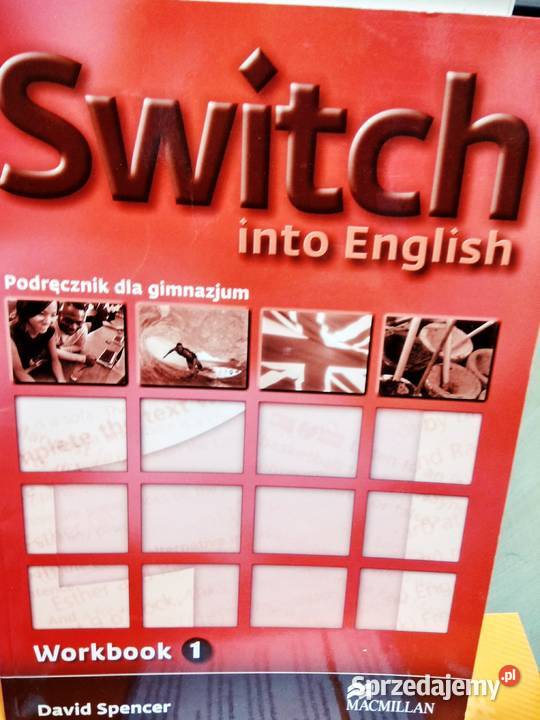 Switch
into English
Podręcznik dla gimnazjum
Workbook 1
David Spencer
MACMILLAN
Sprzedajemy.pl